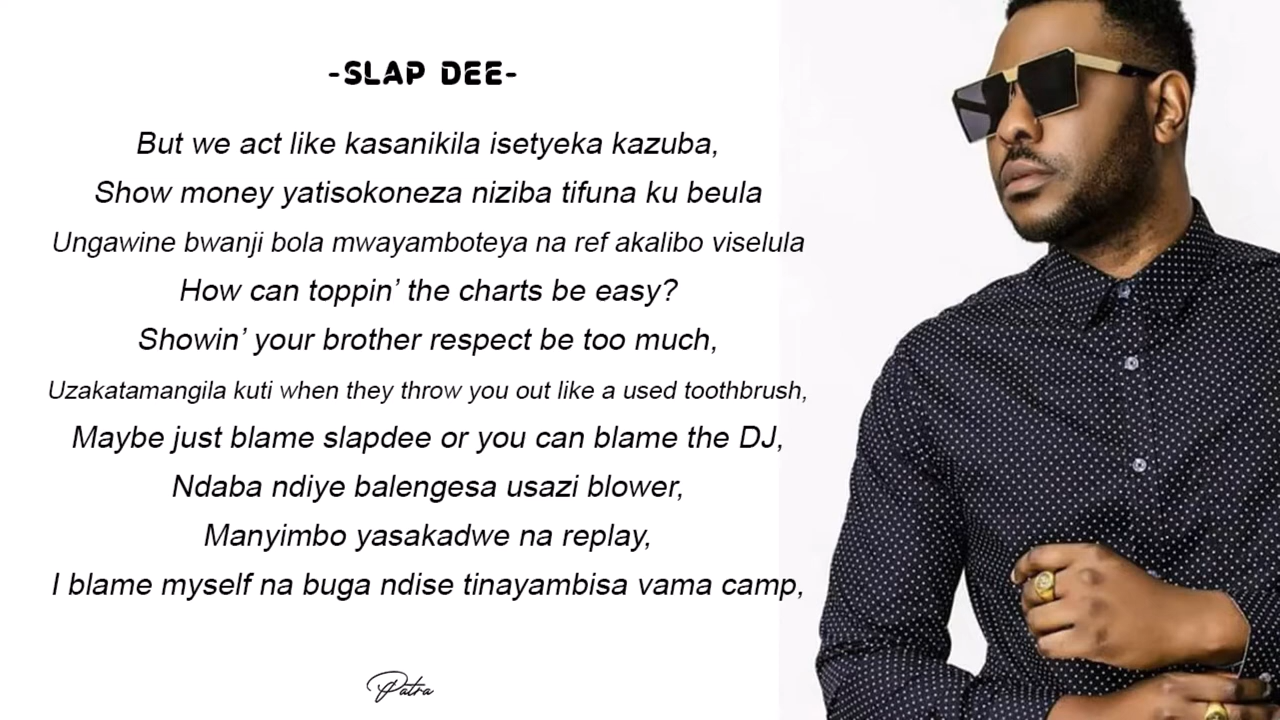 -SLAP DEE-
But we act like kasanikila isetyeka kazuba,
Show money yatisokoneza niziba tifuna ku beula
Ungawine bwanji bola mwayamboteya na ref akalibo viselula
How can toppin’ the charts be easy?
Showin’ your brother respect be too much,
Uzakatamangila kuti when they throw you out like a used toothbrush,
Maybe just blame slapdee or you can blame the DJ,
Ndaba ndiye balengesa usazi blower,
Manyimbo yasakadwe na replay,
I blame myself na buga ndise tinayambisa vama camp,
Patra